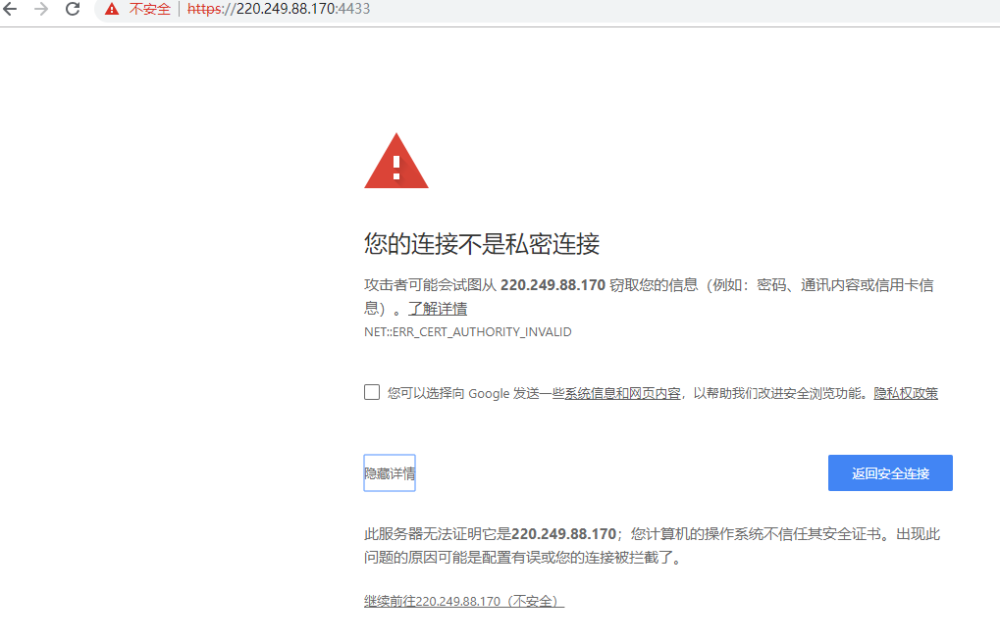 不安全 | https://220.249.88.170:4433
您的连接不是私密连接
攻击者可能会试图从 220.249.88.170 窃取您的信息（例如：密码、通讯内容或信用卡信
息）。了解详情
NET::ERR_CERT_AUTHORITY_INVALID
您可以选择向 Google 发送一些系统信息和网页内容，以帮助我们改进安全浏览功能。隐私权政策
隐藏详情
返回安全连接
此服务器无法证明它是220.249.88.170；您计算机的操作系统不信任其安全证书。出现此
问题的原因可能是配置有误或您的连接被拦截了。
继续前往220.249.88.170（不安全）